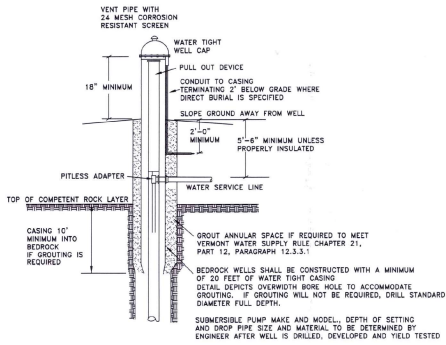 VENT PIPE WITH
24 MESH CORROSION
RESISTANT SCREEN
WATER TIGHT
WELL CAP
PULL OUT DEVICE
18" MINIMUM
CONDUIT TO CASING
TERMINATING 2' BELOW GRADE WHERE
DIRECT BURIAL IS SPECIFIED
SLOPE GROUND AWAY FROM WELL
2'-0"
MINIMUM
5'-6" MINIMUM UNLESS
PROPERLY INSULATED
PITLESS ADAPTER
WATER SERVICE LINE
TOP OF COMPETENT ROCK LAYER
CASING 10'
MINIMUM INTO
BEDROCK
IF GROUTING IS
REQUIRED
GROUT ANNULAR SPACE IF REQUIRED TO MEET
VERMONT WATER SUPPLY RULE CHAPTER 21,
PART 12, PARAGRAPH 12.3.3.1
BEDROCK WELLS SHALL BE CONSTRUCTED WITH A MINIMUM
OF 20 FEET OF WATER TIGHT CASING
DETAIL DEPICTS OVERWIDTH BORE HOLE TO ACCOMMODATE
GROUTING. IF GROUTING WILL NOT BE REQUIRED, DRILL STANDARD
DIAMETER FULL DEPTH.
SUBMERSIBLE PUMP MAKE AND MODEL, DEPTH OF SETTING
AND DROP PIPE SIZE AND MATERIAL TO BE DETERMINED BY
ENGINEER AFTER WELL IS DRILLED, DEVELOPED AND YIELD TESTED